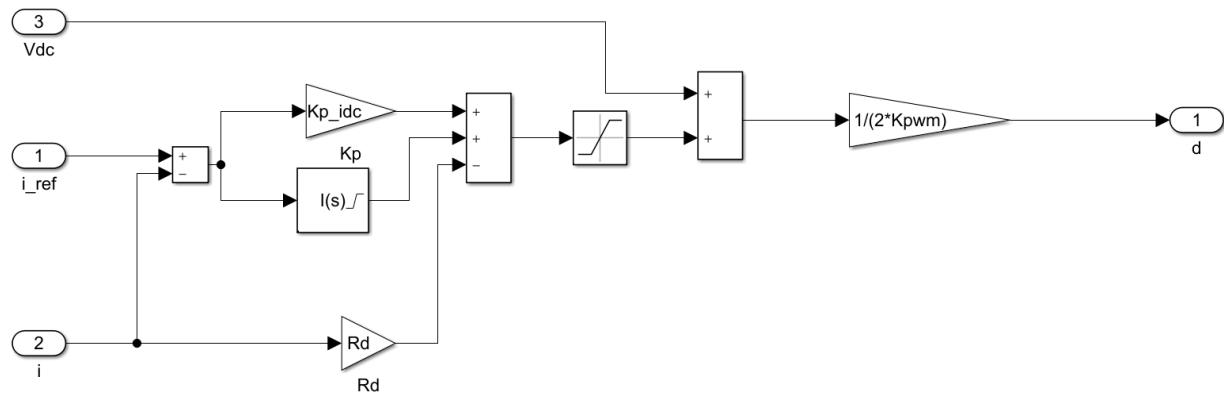 3
Vdc
Kp_idc
+
+
−
+
+
1/(2*Kpwm)
1
d
1
i_ref
+
−
Kp
I(s)
2
i
Rd
Rd